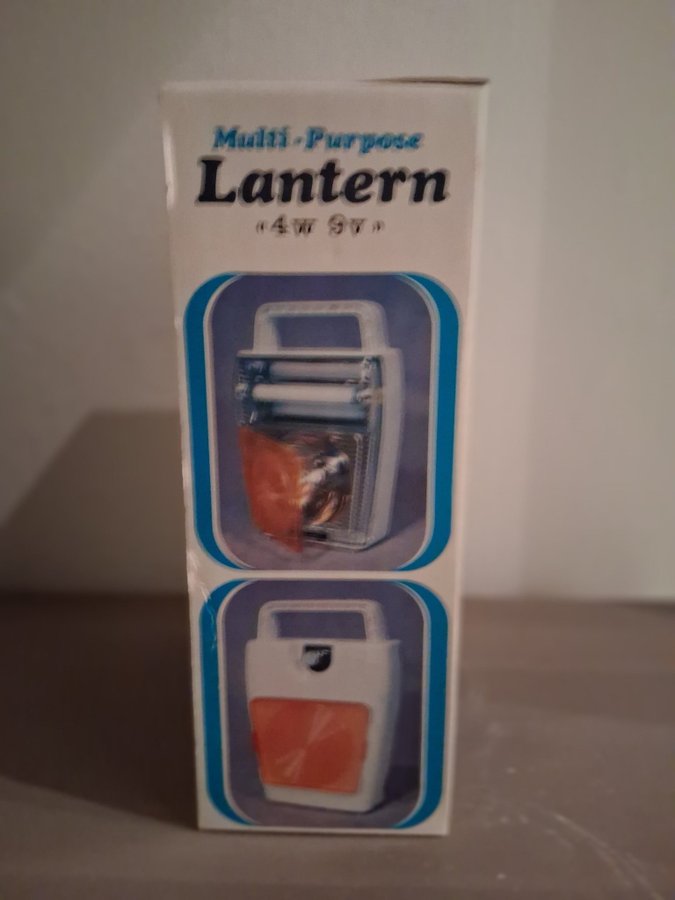 Multi-Purpose
Lantern
«4W 9V»